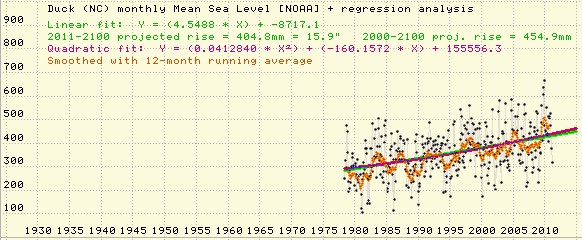 Duck (NC) monthly Mean Sea Level [NOAA] + regression analysis
Linear fit: Y = (4.5488 * X) + -8717.1
2011-2100 projected rise = 404.8mm = 15.9" 2000-2100 proj. rise = 454.9mm
Quadratic fit: Y = (0.0412840 * X²) + (-160.1572 * X) + 155556.3
Smoothed with 12-month running average
900
800
700
600
500
400
300
200
100
1930 1935 1940 1945 1950 1955 1960 1965 1970 1975 1980 1985 1990 1995 2000 2005 2010